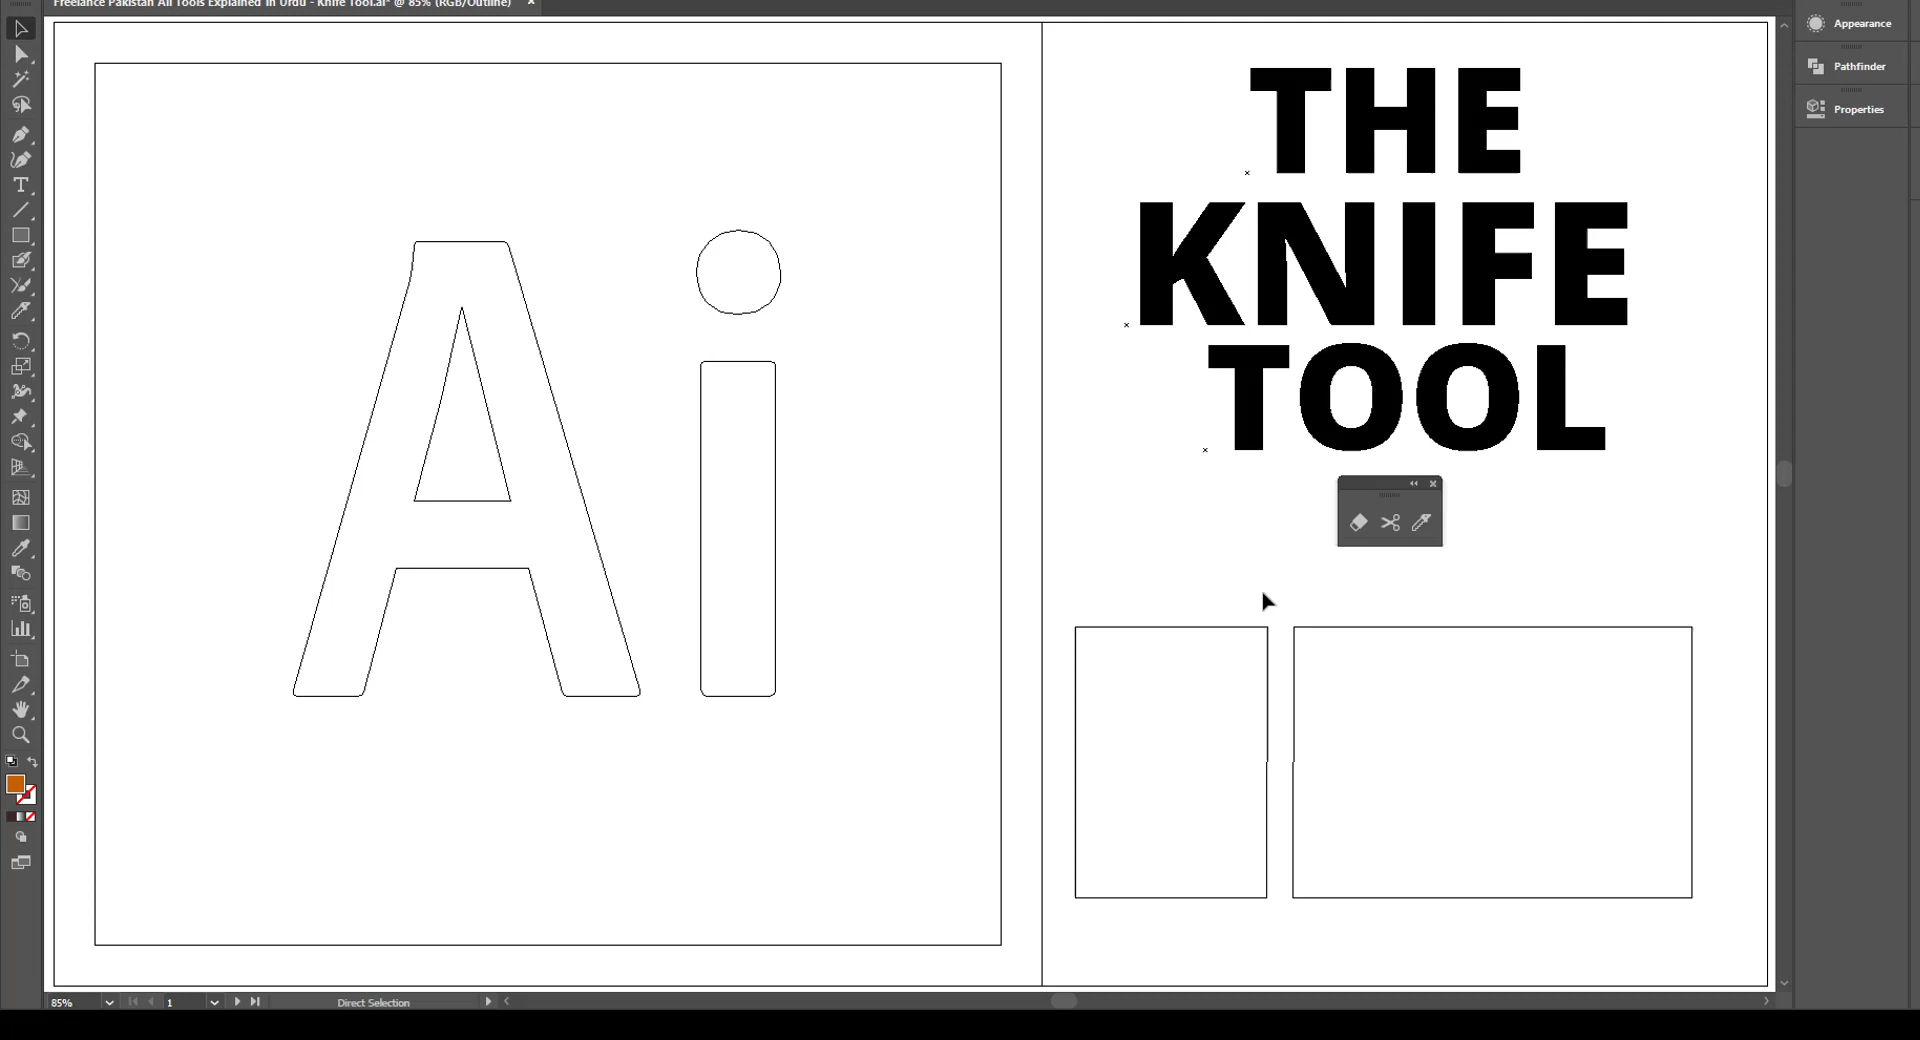 Freelance Pakistan All Tools Explained In Urdu - Knife Tool.ai* @ 85% (RGB/Outline)
Appearance
Pathfinder
Properties
Ai
THE
KNIFE
TOOL
85%
1
Direct Selection